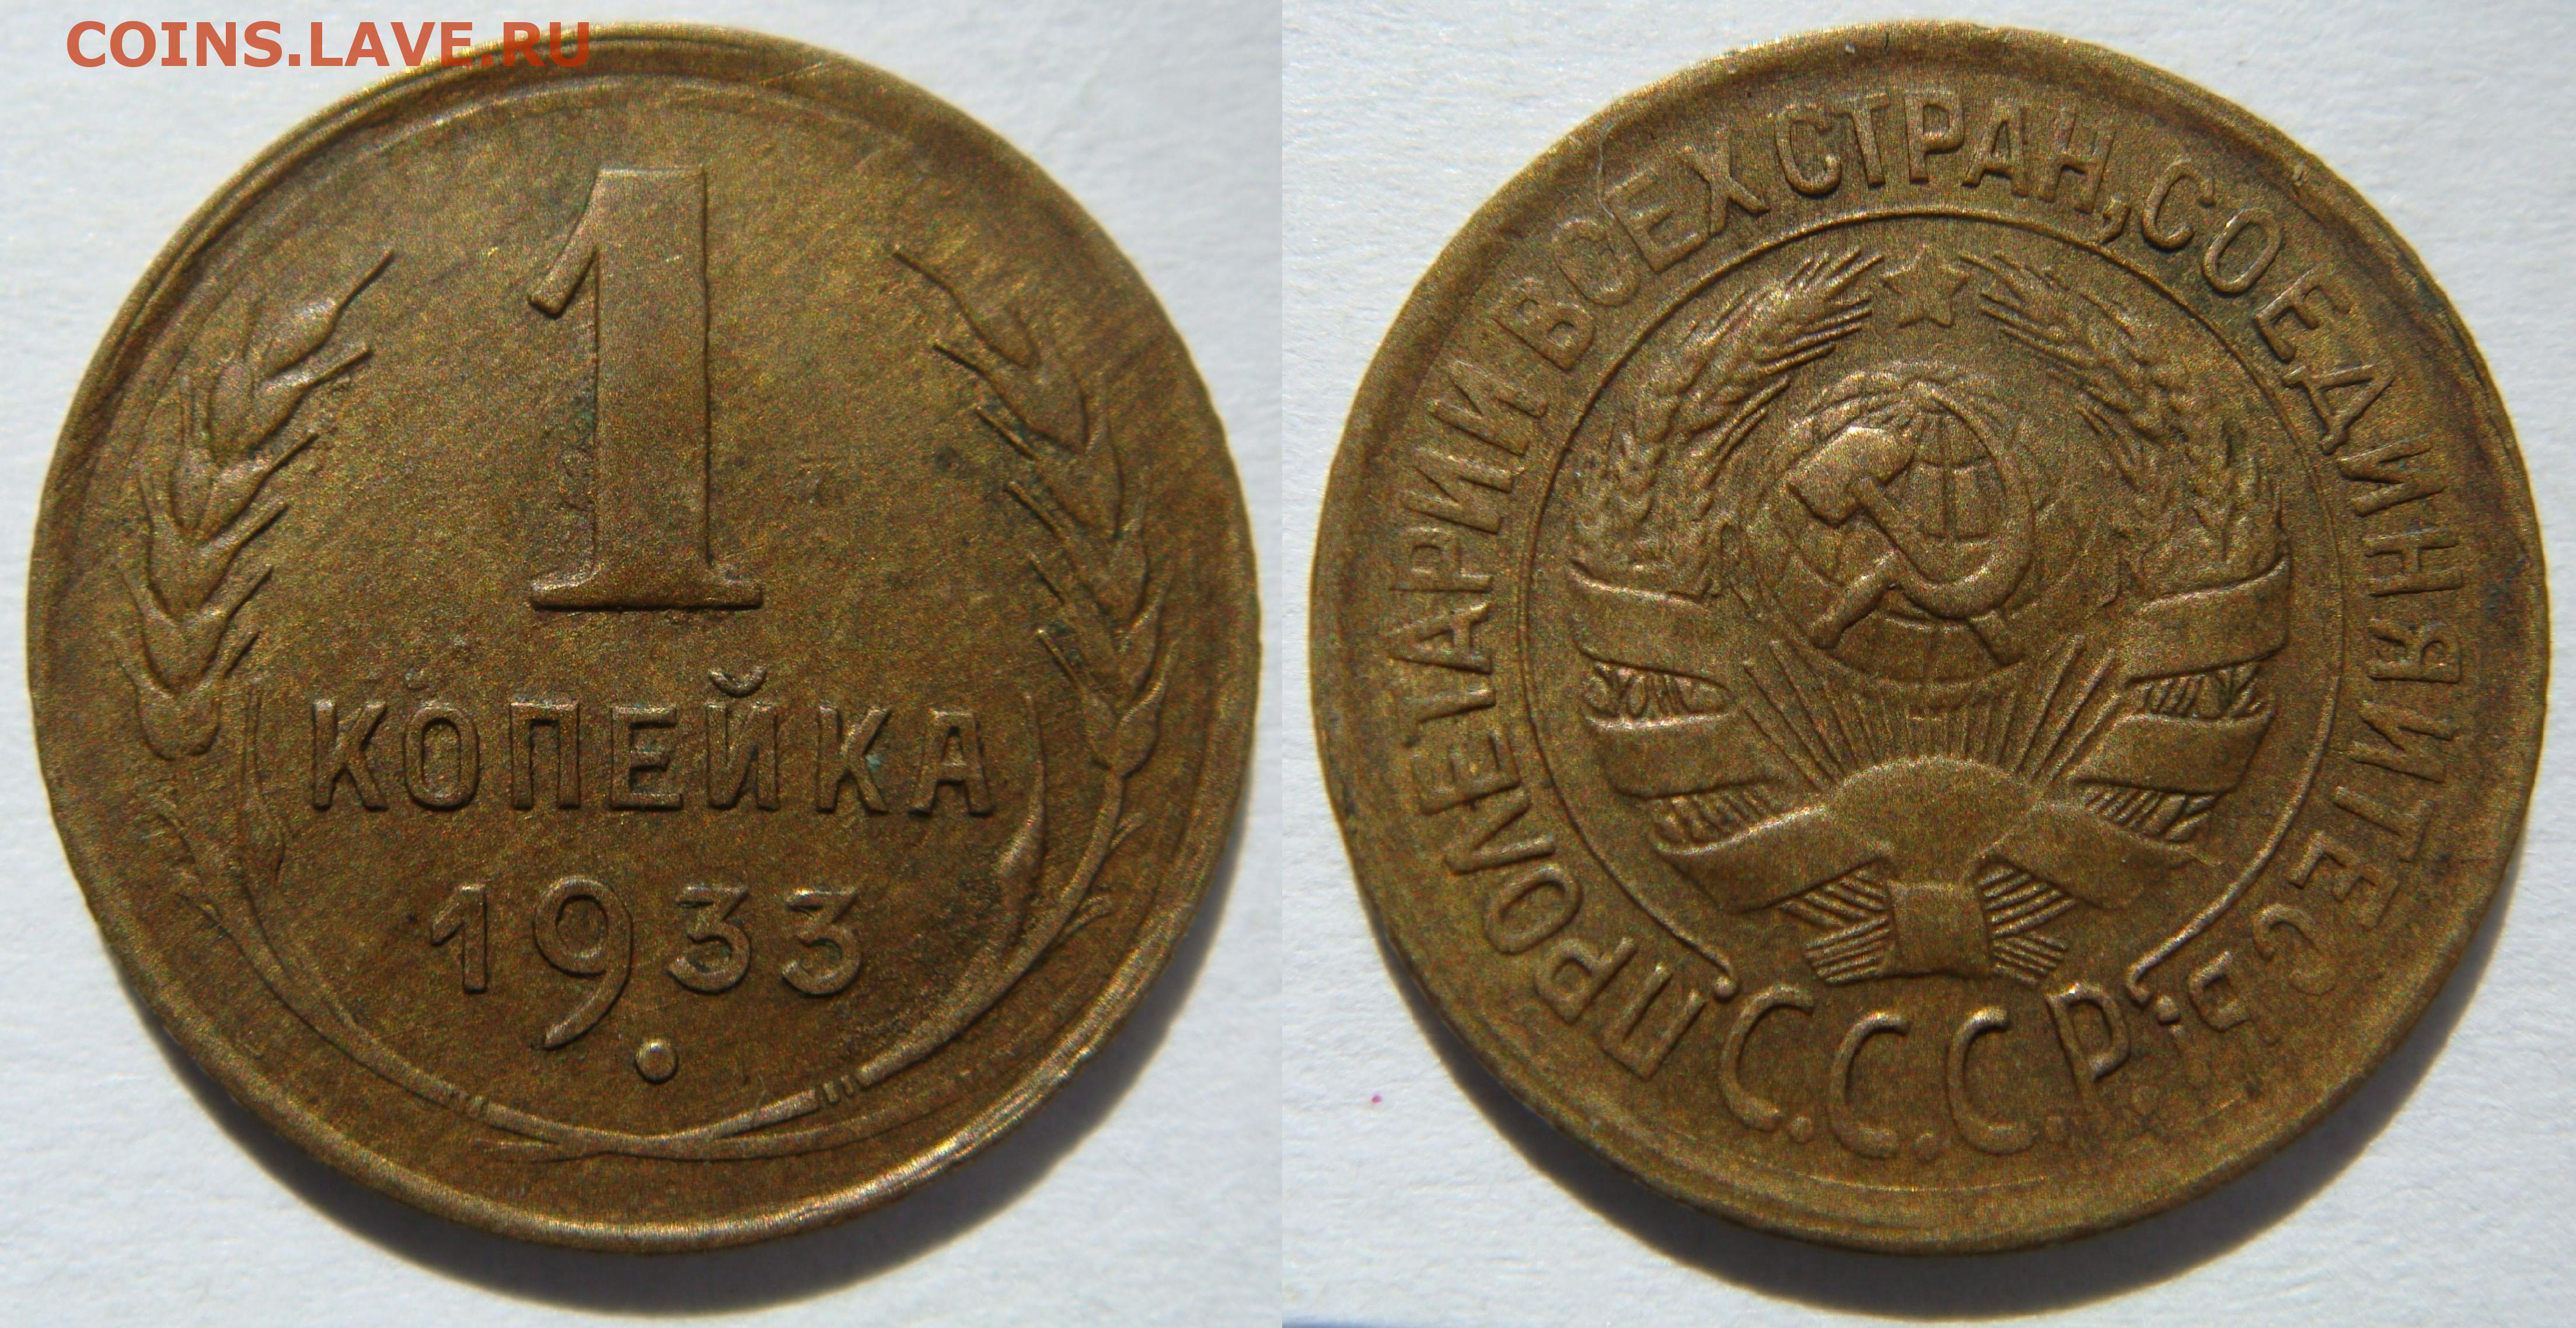 COINS.LAVE.RU
1
КОПЕЙКА
1933
ПРОЛЕТАРИИ ВСЕХ СТРАН, СОЕДИНЯЙТЕСЬ!
С.С.С.Р.